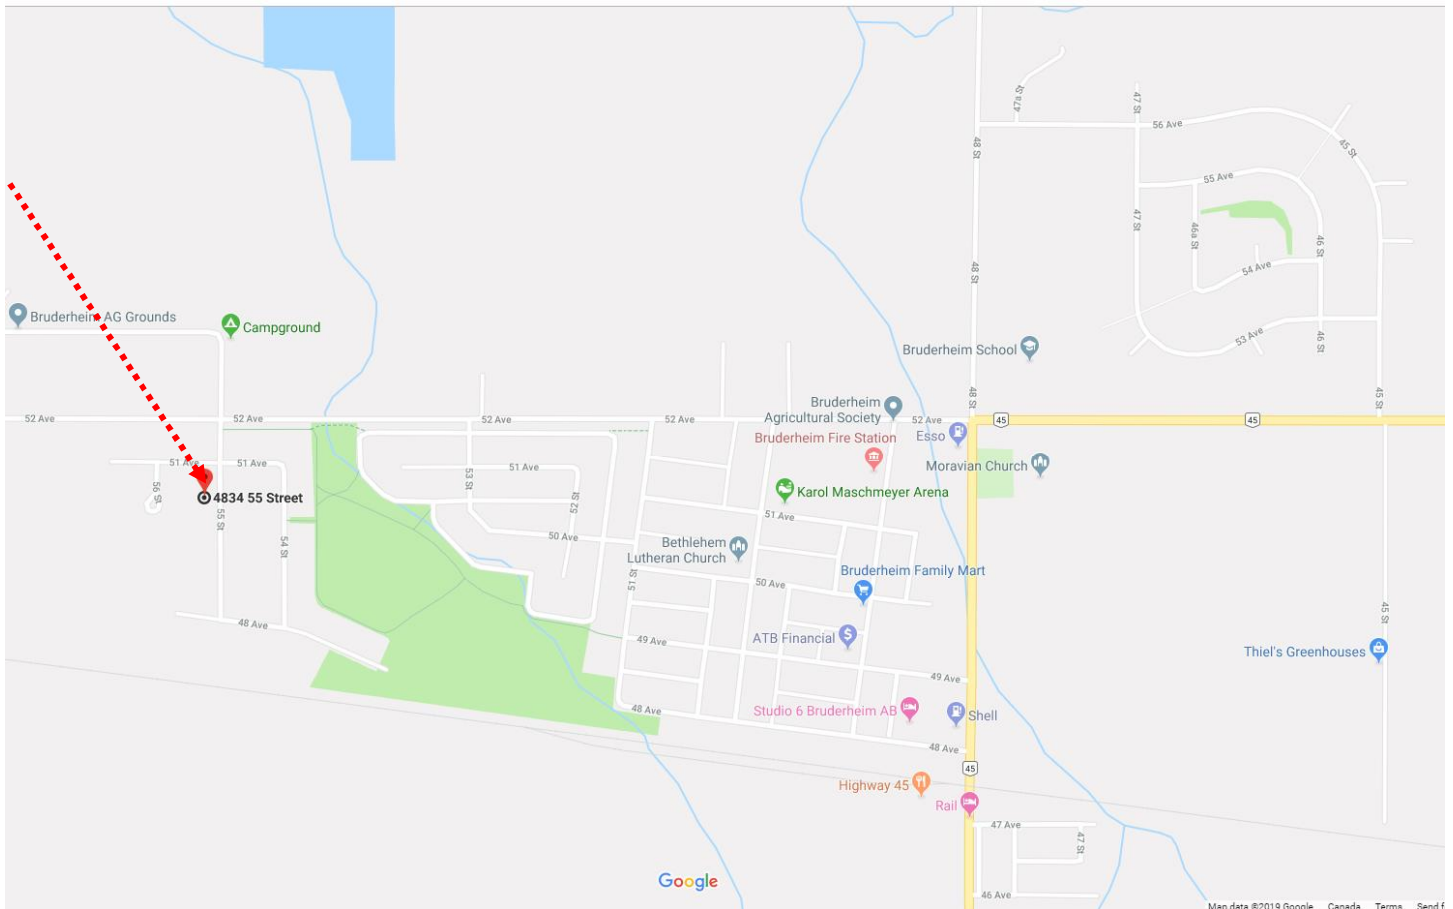 47a St
47 St
56 Ave
45 St
48 St
55 Ave
47 St
46a St
46 St
48 St
54 Ave
Bruderheim AG Grounds
Campground
53 Ave
46 St
Bruderheim School
48 St
45 St
Bruderheim
Agricultural Society
52 Ave
52 Ave
52 Ave
52 Ave
52 Ave
45
45
Bruderheim Fire Station
Esso
51 Ave
51 Ave
51 Ave
53 St
Moravian Church
56 St
4834 55 Street
Karol Maschmeyer Arena
52 St
55 St
51 Ave
54 St
50 Ave
Bethlehem
Lutheran Church
Bruderheim Family Mart
51 St
50 Ave
45 St
48 Ave
49 Ave
ATB Financial
Thiel's Greenhouses
49 Ave
48 Ave
Studio 6 Bruderheim AB
Shell
48 Ave
45
Highway 45
Rail
47 Ave
47 St
Google
46 Ave
Map data ©2019 Google Canada Terms Send f